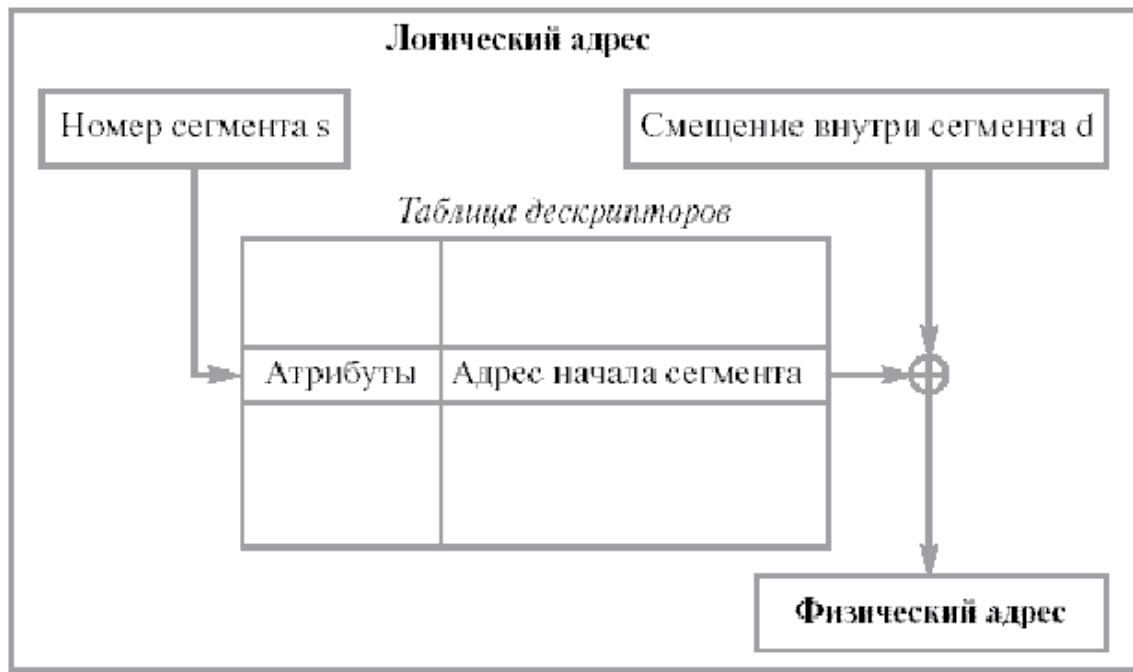 Логический адрес
Номер сегмента s
Смещение внутри сегмента d
Таблица дескрипторов
Атрибуты
Адрес начала сегмента
Физический адрес